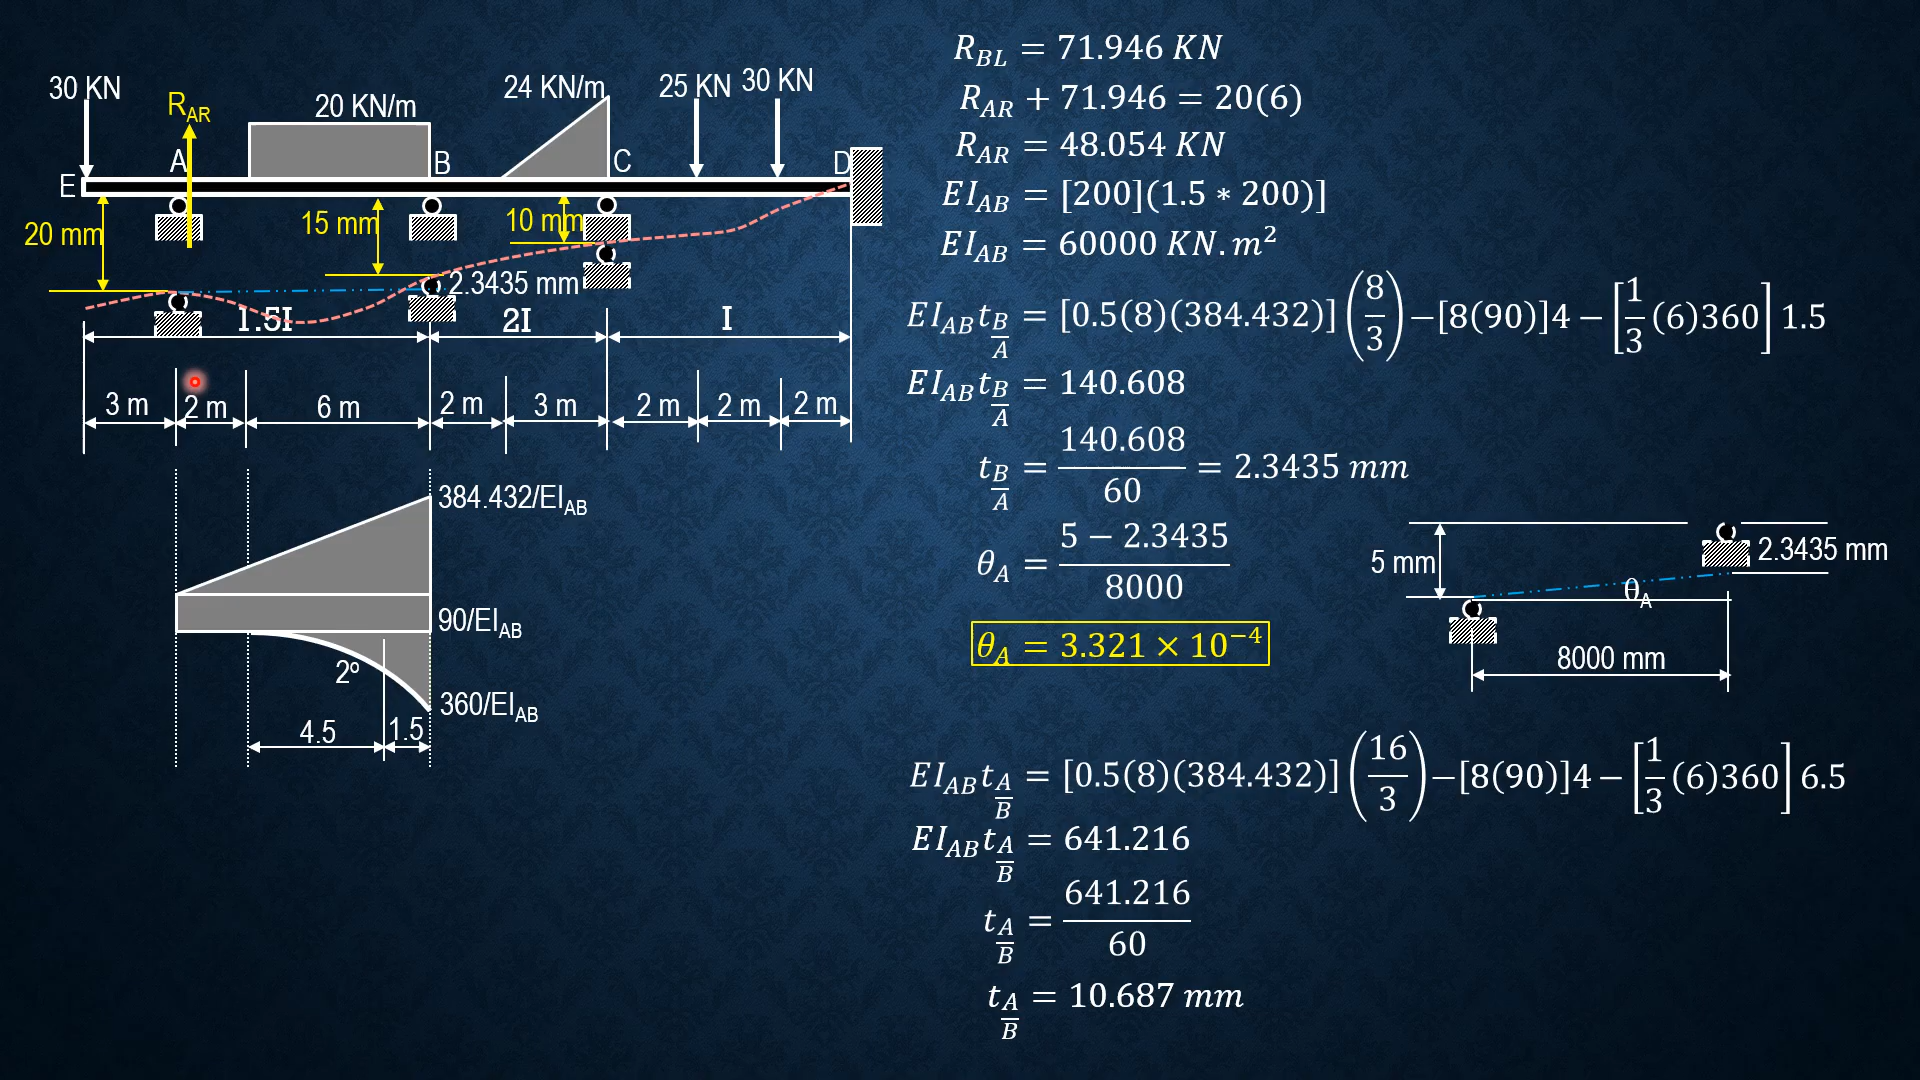 30 KN
R_AR
20 KN/m
24 KN/m
25 KN
30 KN
A
B
C
D
E
20 mm
15 mm
10 mm
2.3435 mm
1.5I
2I
I
3 m
2 m
6 m
2 m
3 m
2 m
2 m
2 m
384.432/EI_AB
90/EI_AB
2º
360/EI_AB
4.5
1.5
R_BL = 71.946 KN
R_AR + 71.946 = 20(6)
R_AR = 48.054 KN
EI_AB = [200](1.5 * 200)]
EI_AB = 60000 KN.m²
EI_AB t_B/A = [0.5(8)(384.432)](8/3)−[8(90)]4 − [1/3 (6)360] 1.5
EI_AB t_B/A = 140.608
t_B/A = 140.608/60 = 2.3435 mm
θ_A = (5 − 2.3435)/8000
θ_A = 3.321 × 10⁻⁴
5 mm
2.3435 mm
θ_A
8000 mm
EI_AB t_A/B = [0.5(8)(384.432)](16/3)−[8(90)]4 − [1/3 (6)360] 6.5
EI_AB t_A/B = 641.216
t_A/B = 641.216/60
t_A/B = 10.687 mm